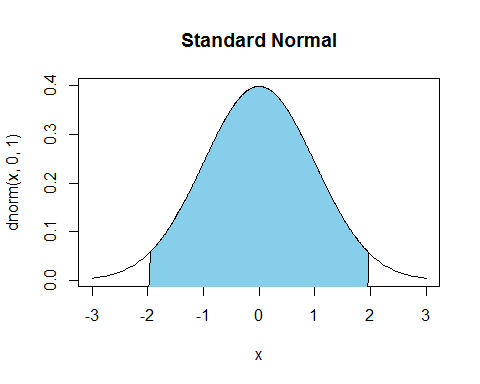 Standard Normal
dnorm(x, 0, 1)
0.4
0.3
0.2
0.1
0.0
-3 -2 -1 0 1 2 3
x